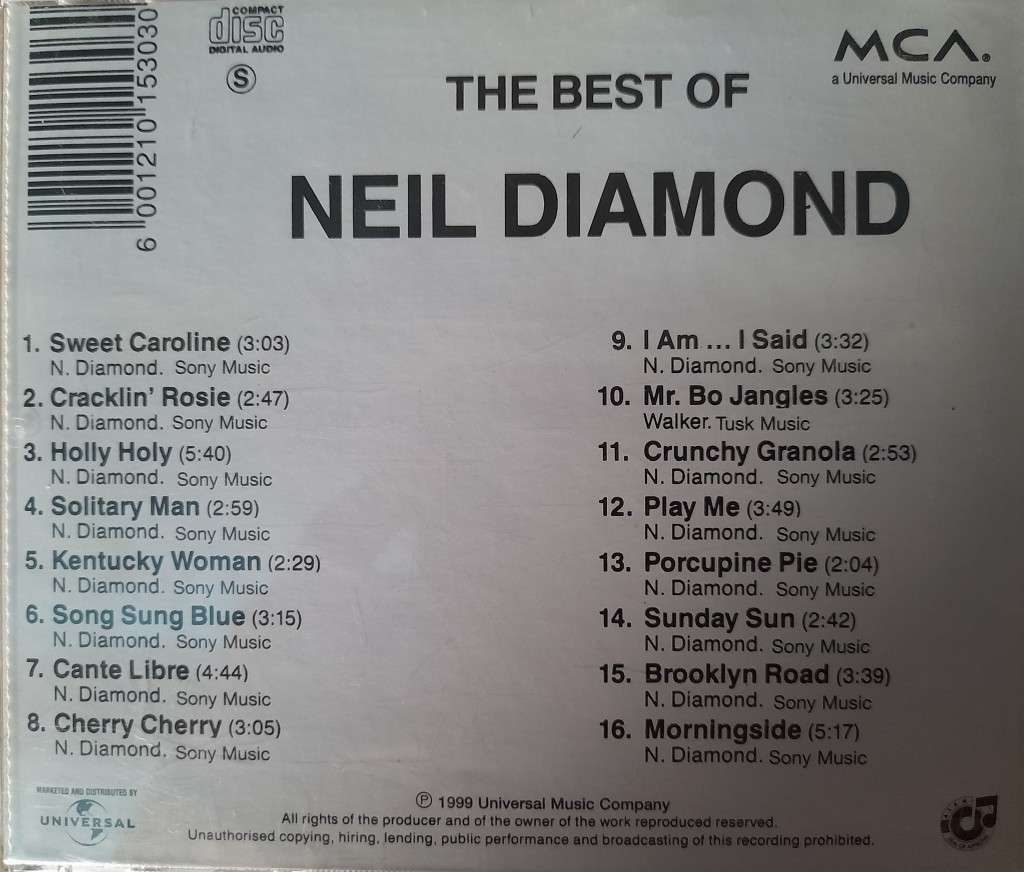 COMPACT
disc
DIGITAL AUDIO
S
6 001210 153030
MCA®
a Universal Music Company
THE BEST OF
NEIL DIAMOND
1. Sweet Caroline (3:03)
N. Diamond. Sony Music
2. Cracklin' Rosie (2:47)
N. Diamond. Sony Music
3. Holly Holy (5:40)
N. Diamond. Sony Music
4. Solitary Man (2:59)
N. Diamond. Sony Music
5. Kentucky Woman (2:29)
N. Diamond. Sony Music
6. Song Sung Blue (3:15)
N. Diamond. Sony Music
7. Cante Libre (4:44)
N. Diamond. Sony Music
8. Cherry Cherry (3:05)
N. Diamond. Sony Music
9. I Am ... I Said (3:32)
N. Diamond. Sony Music
10. Mr. Bo Jangles (3:25)
Walker. Tusk Music
11. Crunchy Granola (2:53)
N. Diamond. Sony Music
12. Play Me (3:49)
N. Diamond. Sony Music
13. Porcupine Pie (2:04)
N. Diamond. Sony Music
14. Sunday Sun (2:42)
N. Diamond. Sony Music
15. Brooklyn Road (3:39)
N. Diamond. Sony Music
16. Morningside (5:17)
N. Diamond. Sony Music
MARKETED AND DISTRIBUTED BY
UNIVERSAL
℗ 1999 Universal Music Company
All rights of the producer and of the owner of the work reproduced reserved.
Unauthorised copying, hiring, lending, public performance and broadcasting of this recording prohibited.